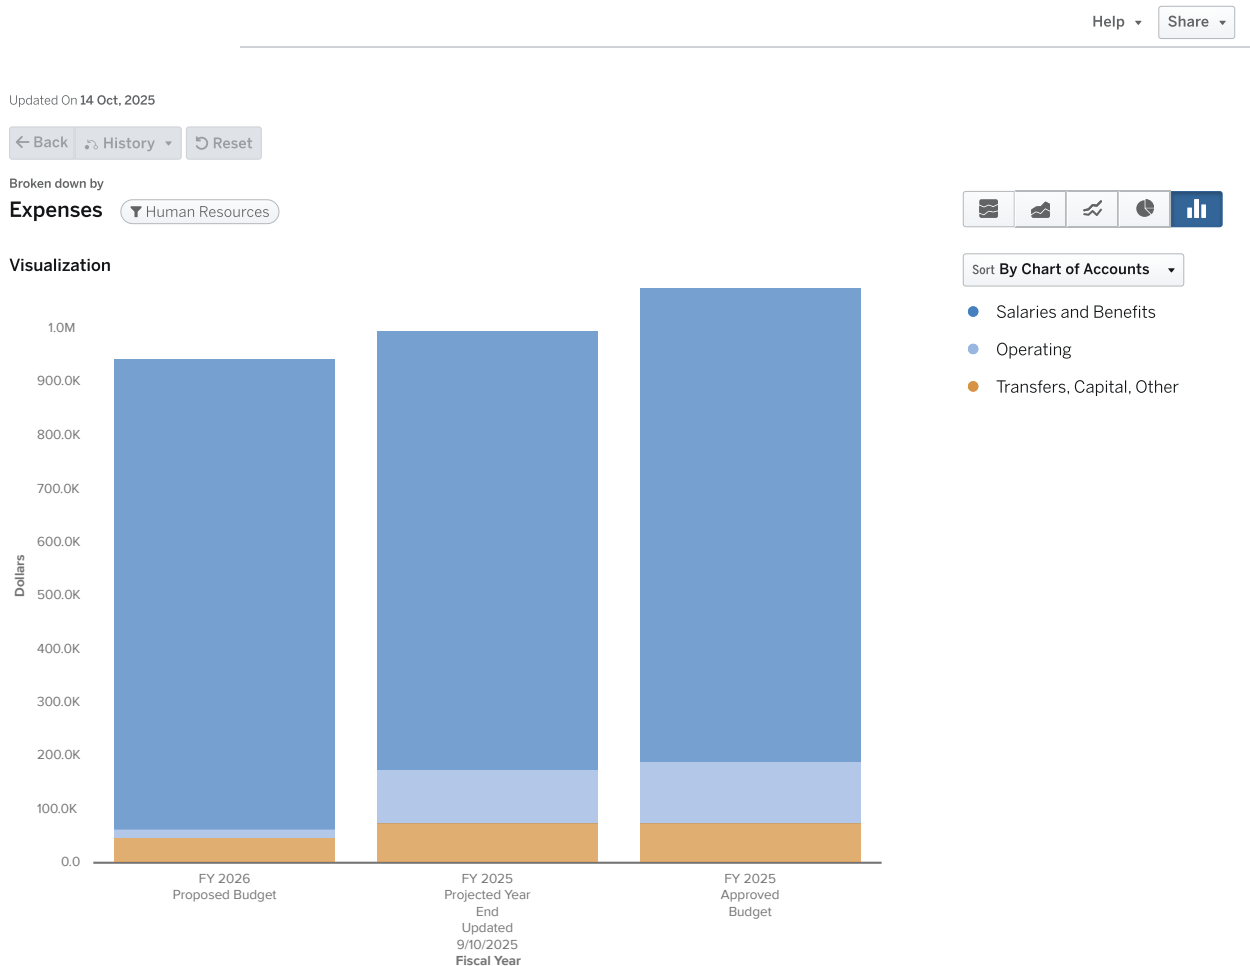 Help
Share
Updated On 14 Oct, 2025
Back
History
Reset
Broken down by
Expenses
Human Resources
Visualization
Sort By Chart of Accounts
Salaries and Benefits
Operating
Transfers, Capital, Other
1.0M
900.0K
800.0K
700.0K
600.0K
500.0K
400.0K
300.0K
200.0K
100.0K
0.0
Dollars
FY 2026
Proposed Budget
FY 2025
Projected Year
End
Updated
9/10/2025
FY 2025
Approved
Budget
Fiscal Year